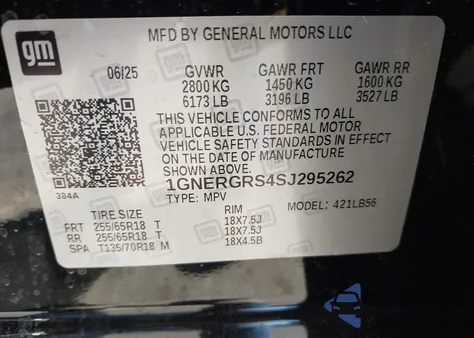 MFD BY GENERAL MOTORS LLC
gm
06/25 GVWR GAWR FRT GAWR RR
2800 KG 1450 KG 1600 KG
6173 LB 3196 LB 3527 LB
THIS VEHICLE CONFORMS TO ALL
APPLICABLE U.S. FEDERAL MOTOR
VEHICLE SAFETY STANDARDS IN EFFECT
ON THE DATE OF MANUFACTURE
SHOWN ABOVE.
384A 1GNERGRS4SJ295262
TYPE: MPV MODEL: 421LB56
TIRE SIZE RIM
FRT 255/65R18 T 18X7.5J
RR 255/65R18 T 18X7.5J
SPA T135/70R18 M 18X4.5B